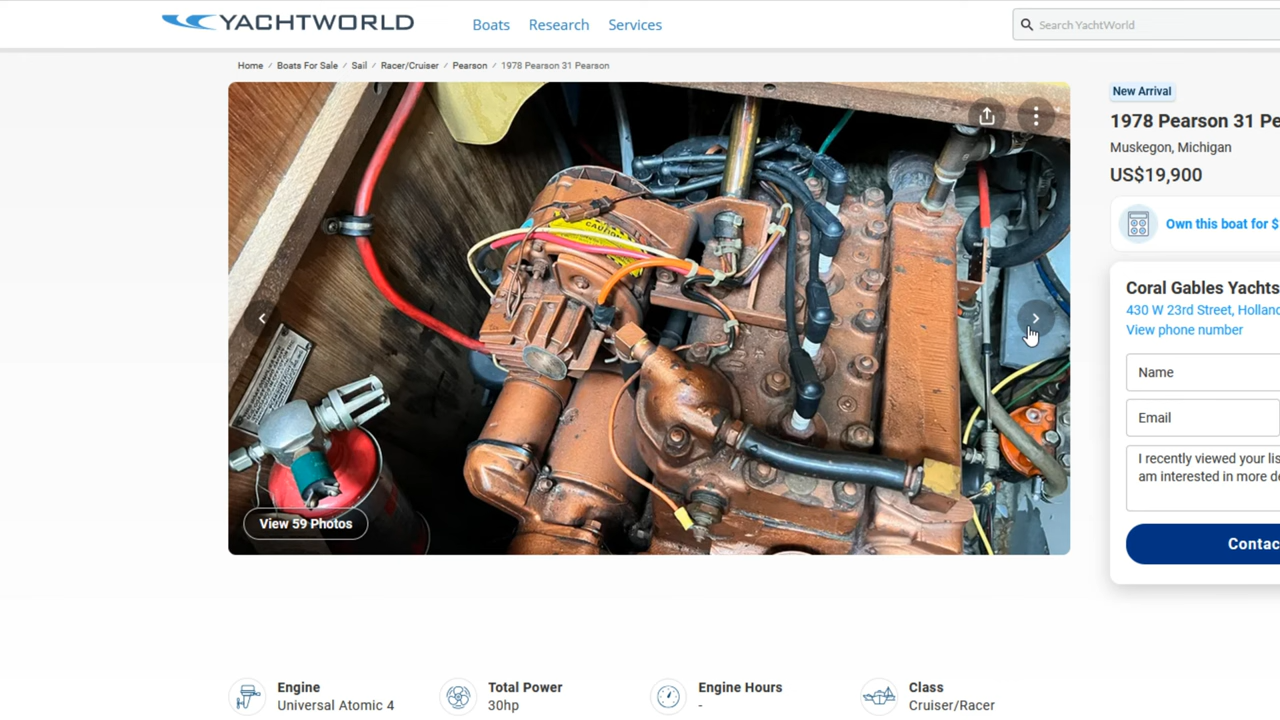 YACHTWORLD
Boats Research Services
Search YachtWorld
Home / Boats For Sale / Sail / Racer/Cruiser / Pearson / 1978 Pearson 31 Pearson
New Arrival
1978 Pearson 31 Pe
Muskegon, Michigan
US$19,900
Own this boat for $
CAUTION
Coral Gables Yachts
430 W 23rd Street, Holland
View phone number
Name
Email
I recently viewed your lis
am interested in more de
View 59 Photos
Contac
Engine
Universal Atomic 4
Total Power
30hp
Engine Hours
-
Class
Cruiser/Racer